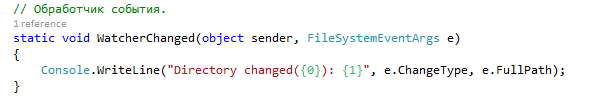 // Обработчик события.
1 reference
static void WatcherChanged(object sender, FileSystemEventArgs e)
{
Console.WriteLine("Directory changed({0}): {1}", e.ChangeType, e.FullPath);
}